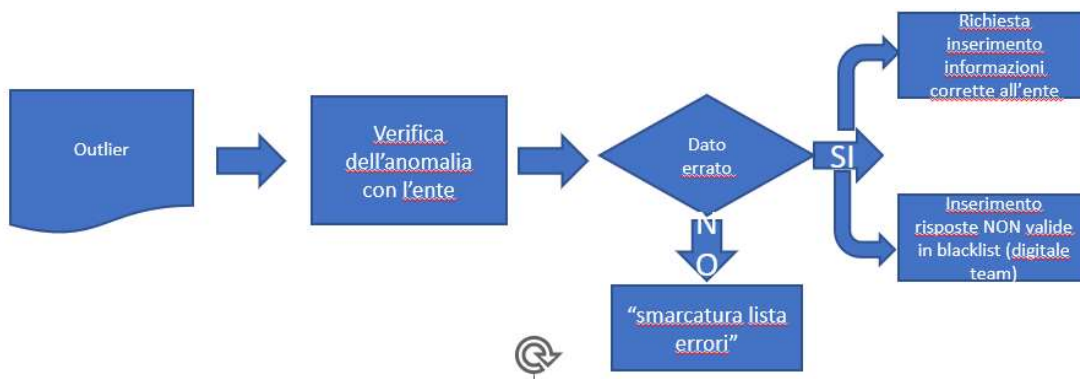 Outlier
Verifica
dell'anomalia
con l'ente
Dato
errato
SI
Richiesta
inserimento
informazioni
corrette all'ente
Inserimento
risposte NON valide
in blacklist (digitale
team)
N
O
“smarcatura lista
errori”